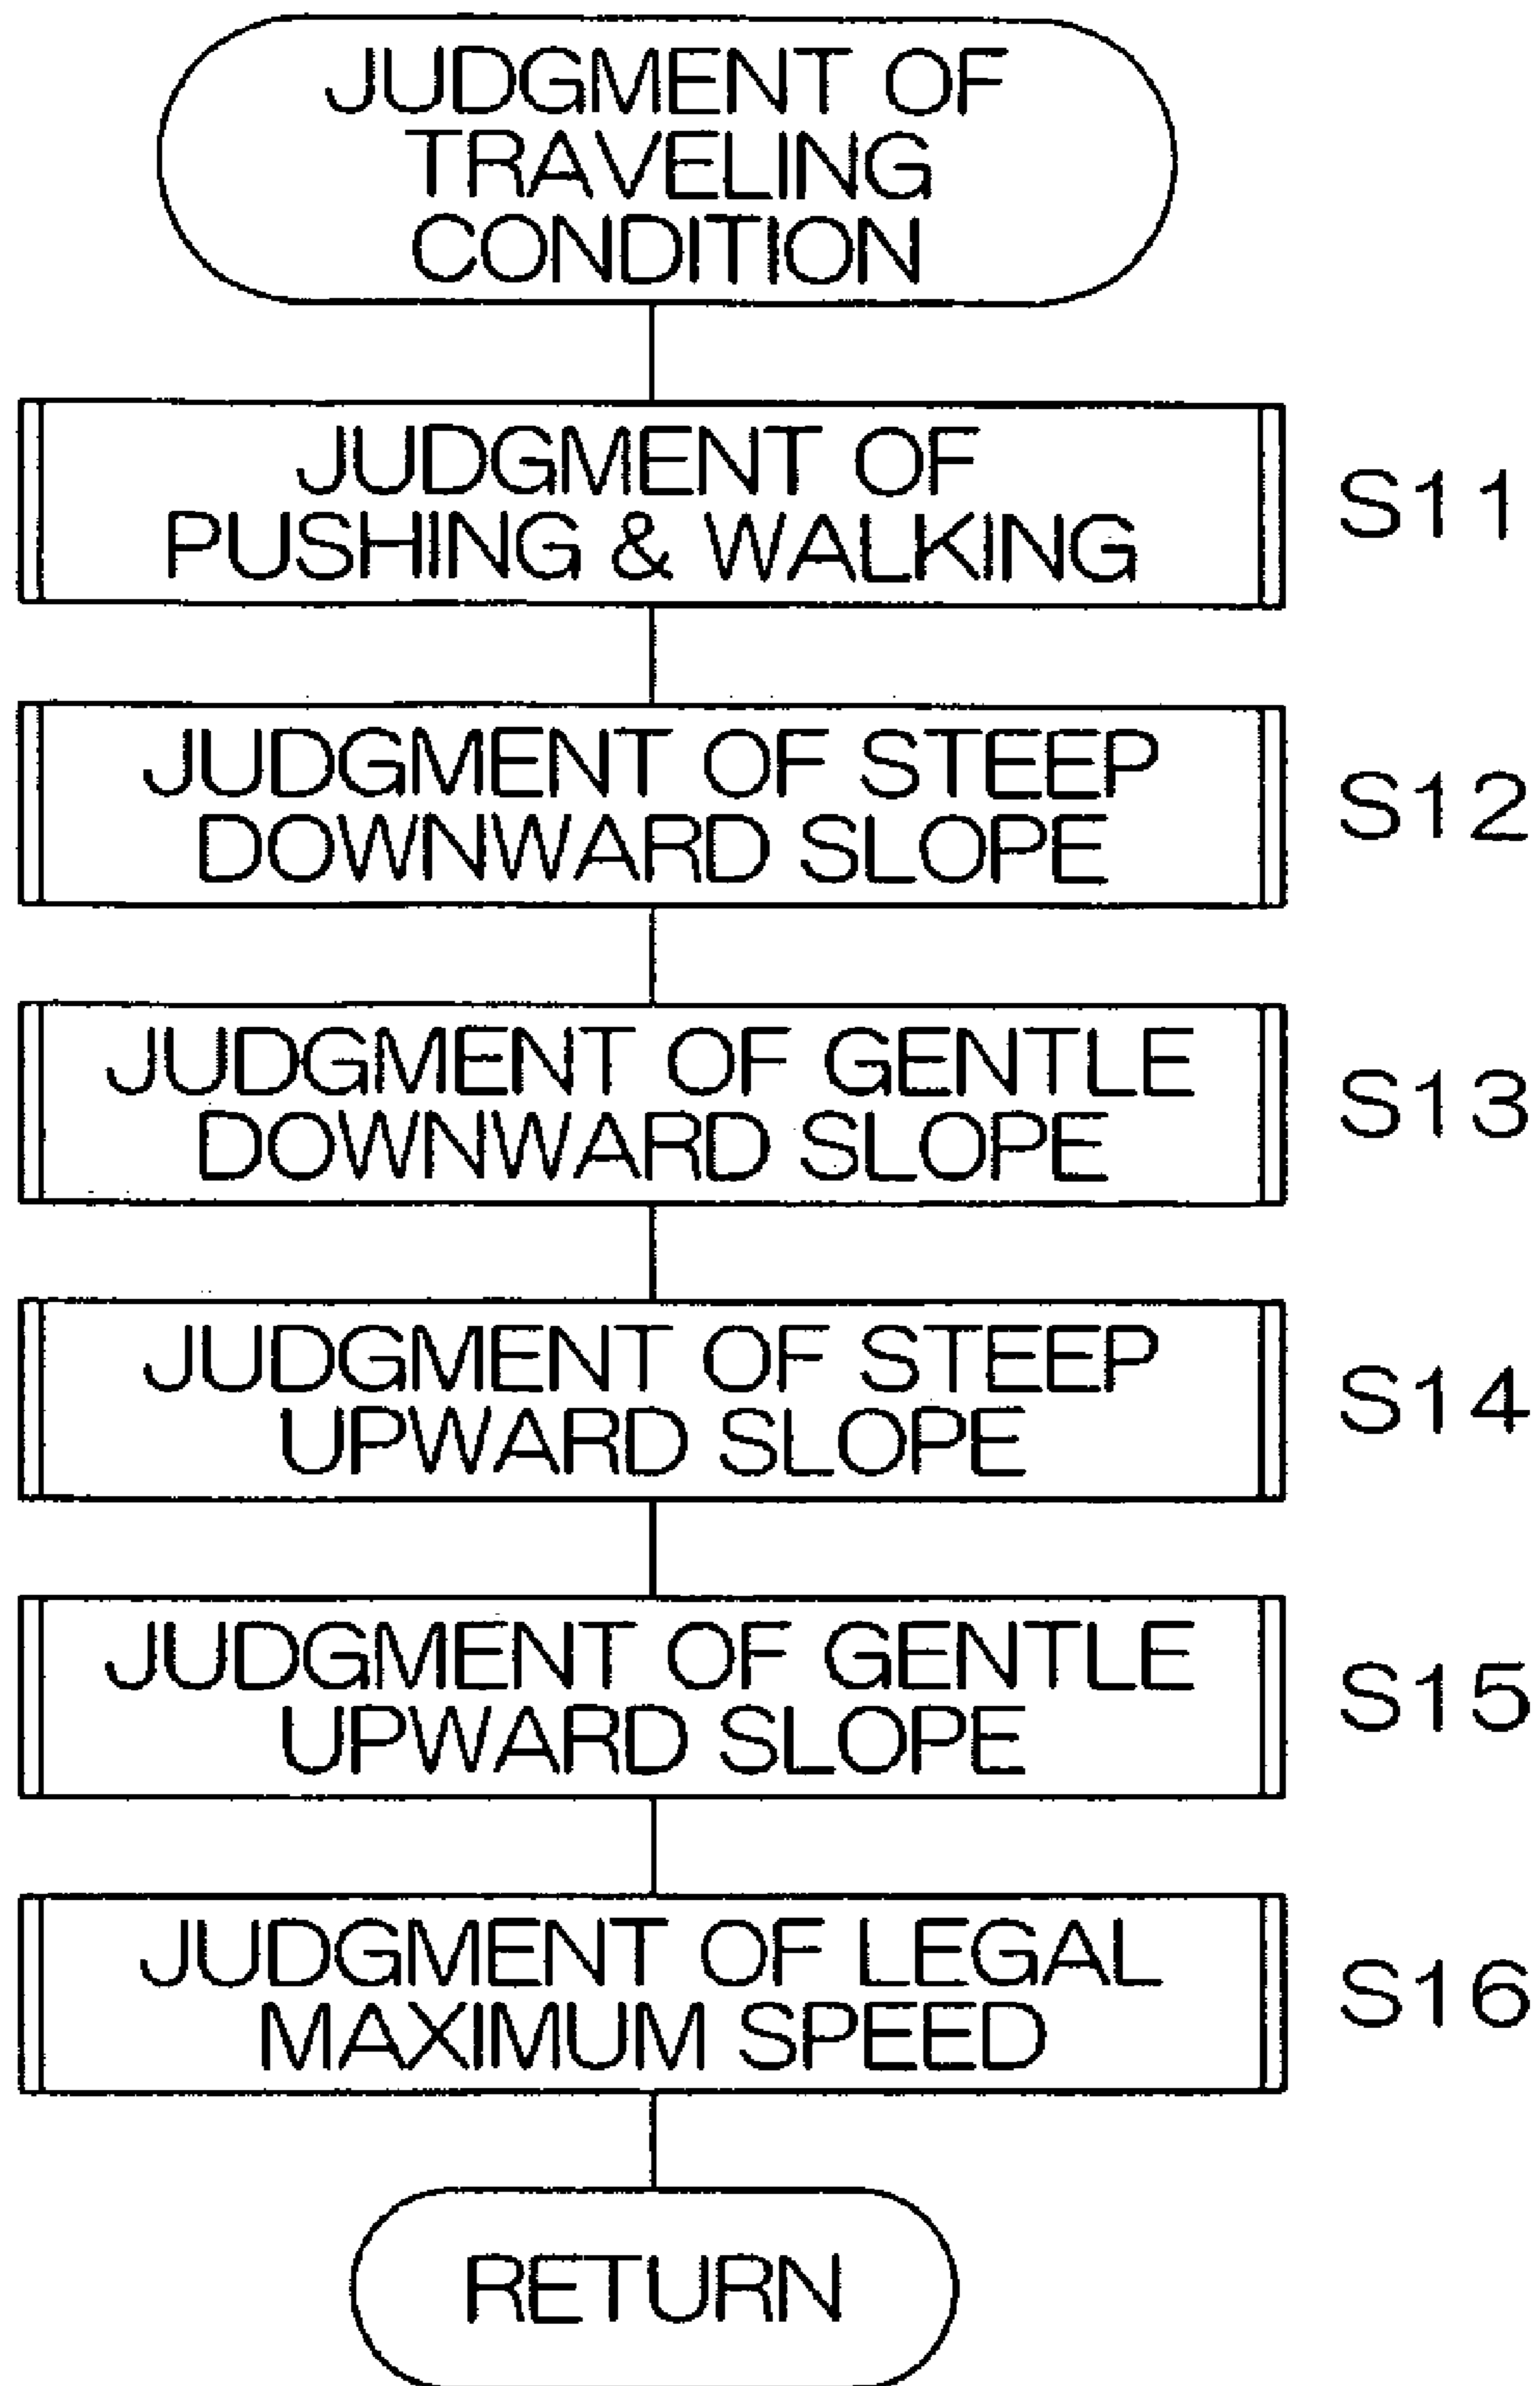 JUDGMENT OF
TRAVELING
CONDITION
JUDGMENT OF
PUSHING & WALKING
S11
JUDGMENT OF STEEP
DOWNWARD SLOPE
S12
JUDGMENT OF GENTLE
DOWNWARD SLOPE
S13
JUDGMENT OF STEEP
UPWARD SLOPE
S14
JUDGMENT OF GENTLE
UPWARD SLOPE
S15
JUDGMENT OF LEGAL
MAXIMUM SPEED
S16
RETURN